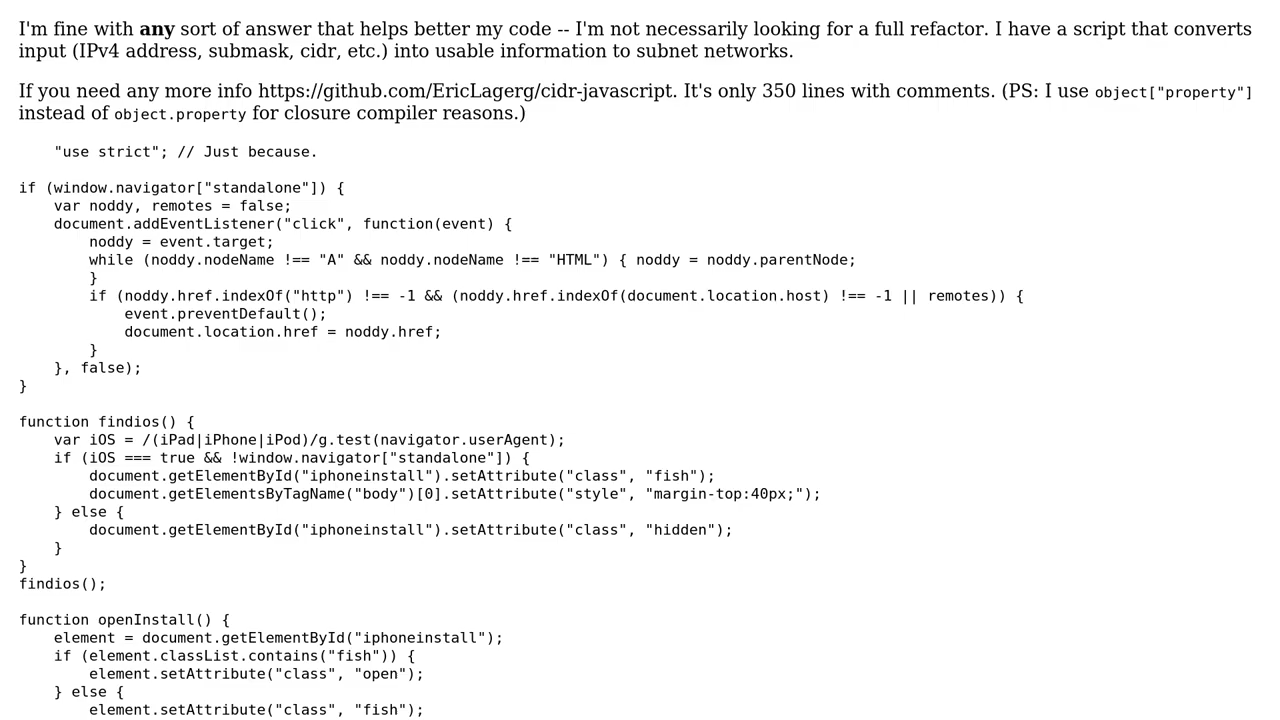 I'm fine with any sort of answer that helps better my code -- I'm not necessarily looking for a full refactor. I have a script that converts
input (IPv4 address, submask, cidr, etc.) into usable information to subnet networks.
If you need any more info https://github.com/EricLagerg/cidr-javascript. It's only 350 lines with comments. (PS: I use object["property"]
instead of object.property for closure compiler reasons.)
    "use strict"; // Just because.
if (window.navigator["standalone"]) {
    var noddy, remotes = false;
    document.addEventListener("click", function(event) {
        noddy = event.target;
        while (noddy.nodeName !== "A" && noddy.nodeName !== "HTML") { noddy = noddy.parentNode;
        }
        if (noddy.href.indexOf("http") !== -1 && (noddy.href.indexOf(document.location.host) !== -1 || remotes)) {
            event.preventDefault();
            document.location.href = noddy.href;
        }
    }, false);
}
function findios() {
    var iOS = /(iPad|iPhone|iPod)/g.test(navigator.userAgent);
    if (iOS === true && !window.navigator["standalone"]) {
        document.getElementById("iphoneinstall").setAttribute("class", "fish");
        document.getElementsByTagName("body")[0].setAttribute("style", "margin-top:40px;");
    } else {
        document.getElementById("iphoneinstall").setAttribute("class", "hidden");
    }
}
findios();
function openInstall() {
    element = document.getElementById("iphoneinstall");
    if (element.classList.contains("fish")) {
        element.setAttribute("class", "open");
    } else {
        element.setAttribute("class", "fish");